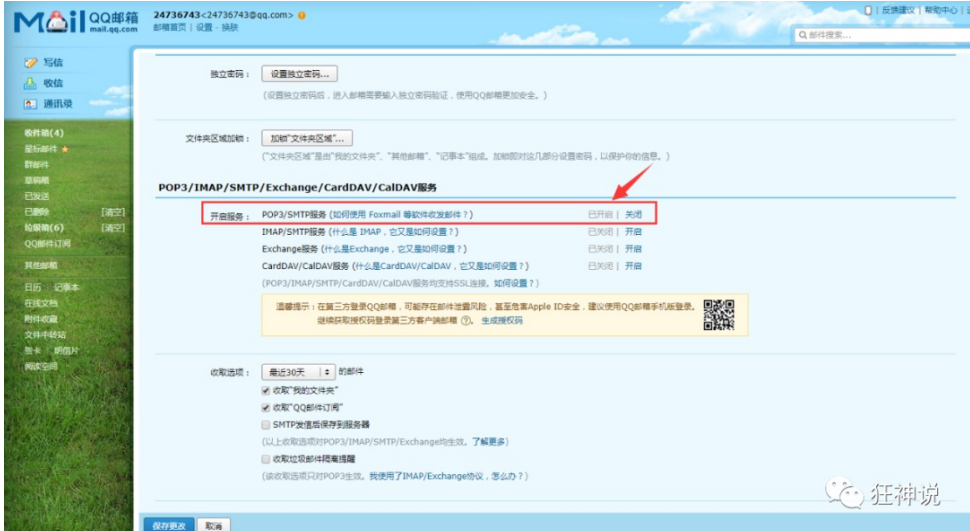 Mail QQ邮箱 mail.qq.com
24736743<24736743@qq.com>
邮箱首页 | 设置 - 换肤
反馈建议 | 帮助中心 |
邮件搜索...
写信
收信
通讯录
收件箱(4)
星标邮件
群邮件
草稿箱
已发送
已删除 [清空]
垃圾箱(6) [清空]
QQ邮件订阅
其他邮箱
日历 | 记事本
在线文档
附件收藏
文件中转站
贺卡 | 明信片
阅读空间
独立密码： 设置独立密码...
(设置独立密码后，进入邮箱需要输入独立密码验证，使用QQ邮箱更加安全。)
文件夹区域加锁： 加锁"文件夹区域"...
("文件夹区域"是由"我的文件夹"、"其他邮箱"、"记事本"组成。加锁即对这几部分设置密码，以保护你的信息。)
POP3/IMAP/SMTP/Exchange/CardDAV/CalDAV服务
开启服务： POP3/SMTP服务 (如何使用 Foxmail 等软件收发邮件？) 已开启 | 关闭
IMAP/SMTP服务 (什么是 IMAP，它又是如何设置？) 已关闭 | 开启
Exchange服务 (什么是Exchange，它又是如何设置？) 已关闭 | 开启
CardDAV/CalDAV服务 (什么是CardDAV/CalDAV，它又是如何设置？) 已关闭 | 开启
(POP3/IMAP/SMTP/CardDAV/CalDAV服务均支持SSL连接。如何设置？)
温馨提示：在第三方登录QQ邮箱，可能存在邮件泄露风险，甚至危害Apple ID安全，建议使用QQ邮箱手机版登录。
继续获取授权码登录第三方客户端邮箱 ?。 生成授权码
收取选项： 最近30天 的邮件
收取"我的文件夹"
收取"QQ邮件订阅"
SMTP发信后保存到服务器
(以上收取选项对POP3/IMAP/SMTP/Exchange均生效。了解更多)
收取垃圾邮件隔离提醒
(该收取选项只对POP3生效。我使用了IMAP/Exchange协议，怎么办？)
保存更改 取消
狂神说